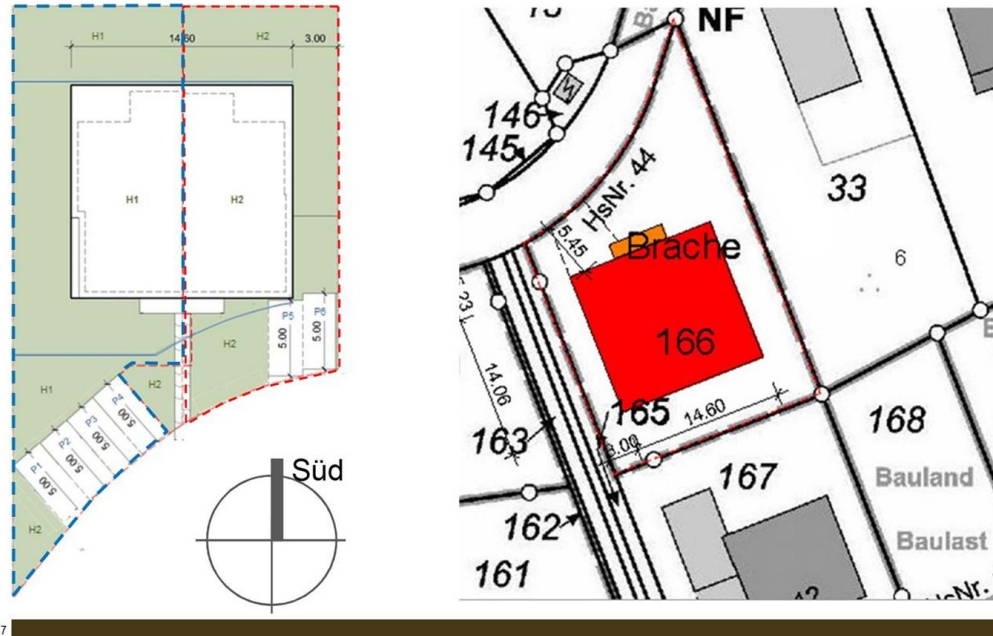 H1
14.60
H2
3.00
H1
H2
P5
P6
5.00
5.00
H2
H2
H1
P4
5.00
P3
5.00
P2
5.00
P1
5.00
H2
Süd
NF
146
145
HsNr. 44
5.45
33
Brache
6
166
23
14.06
165
14.60
3.00
163
168
167
Bauland
162
Baulast
161
HsNr.
7